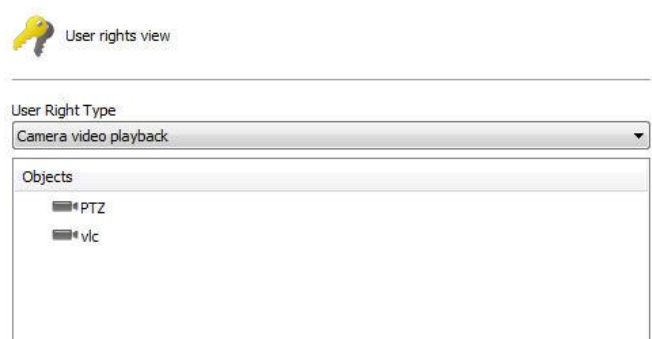 User rights view
User Right Type
Camera video playback
Objects
PTZ
vlc